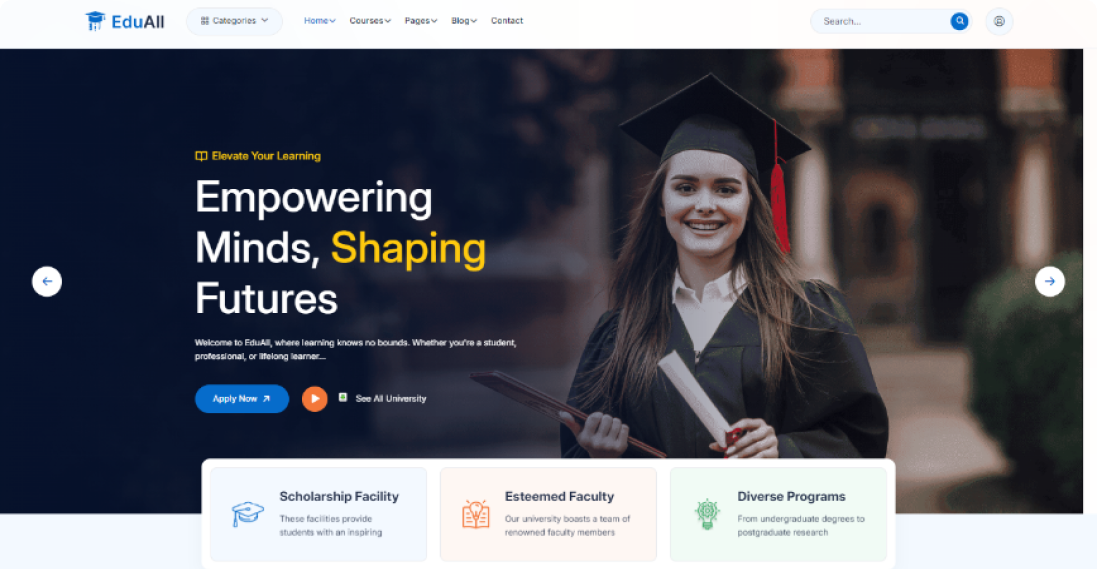 EduAll
Categories
Home
Courses
Pages
Blog
Contact
Search...
Elevate Your Learning
Empowering
Minds, Shaping
Futures
Welcome to EduAll, where learning knows no bounds. Whether you're a student,
professional, or lifelong learner...
Apply Now
See All University
Scholarship Facility
These facilities provide
students with an inspiring
Esteemed Faculty
Our university boasts a team of
renowned faculty members
Diverse Programs
From undergraduate degrees to
postgraduate research